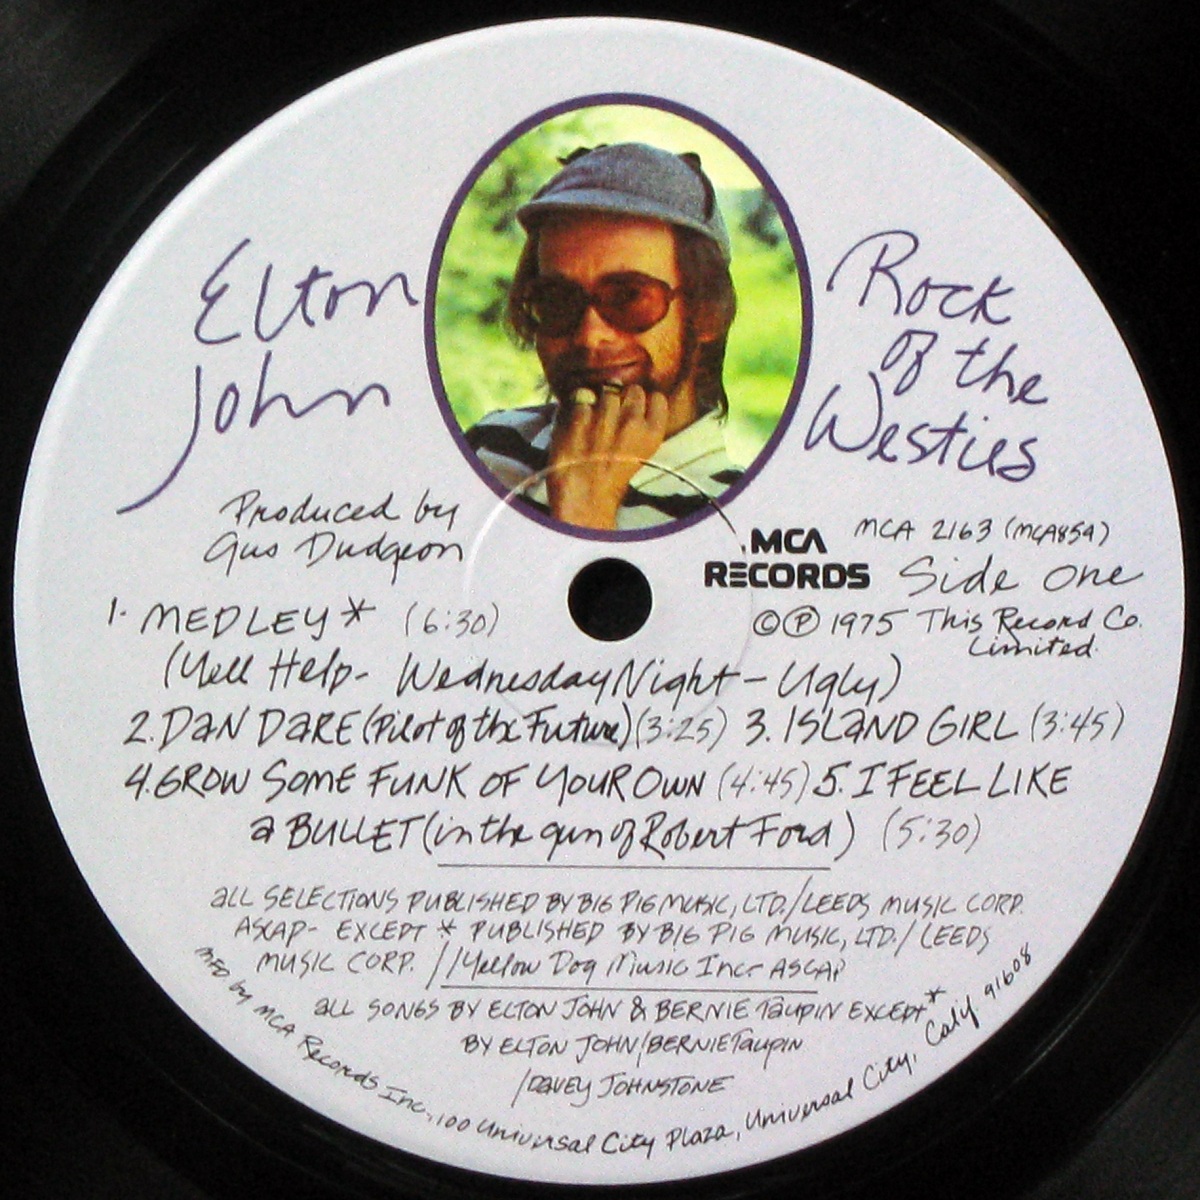 Elton
John
Rock
of the
Westies
Produced by
Gus Dudgeon
MCA
RECORDS
MCA 2163 (MCA854)
Side One
©℗ 1975 This Record Co.
Limited.
1. MEDLEY* (6:30)
(Yell Help- Wednesday Night - Ugly)
2. DAN DARE (Pilot of the Future) (3:25) 3. ISLAND GIRL (3:45)
4. GROW SOME FUNK OF YOUR OWN (4:45) 5. I FEEL LIKE
a BULLET (in the gun of Robert Ford) (5:30)
aLL SELECTIONS PUBLISHED BY BIG PIG MUSIC, LTD./LEEDS MUSIC CORP.
ASCAP- EXCEPT * PUBLISHED BY BIG PIG MUSIC, LTD./LEEDS
MUSIC CORP. //Yellow Dog Music Inc- ASCAP
aLL SONGS BY ELTON JOHN & BERNIE TaUPIN EXCEPT*
BY ELTON JOHN/BERNIE TaUPIN
/DAVEY JOHNSTONE
MFD by MCA Records Inc., 100 Universal City Plaza, Universal City, Calif 91608